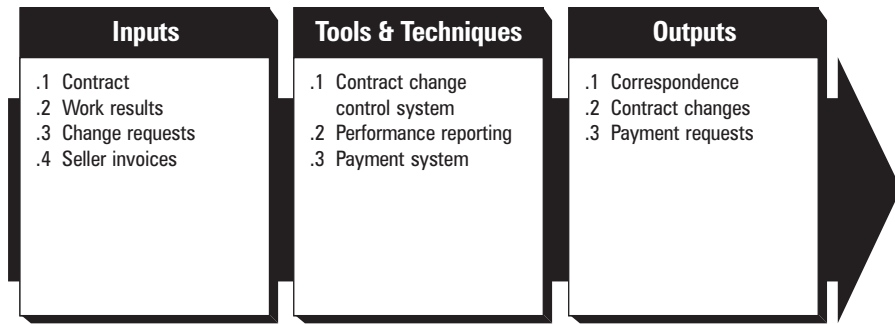 Inputs
.1 Contract
.2 Work results
.3 Change requests
.4 Seller invoices
Tools & Techniques
.1 Contract change
control system
.2 Performance reporting
.3 Payment system
Outputs
.1 Correspondence
.2 Contract changes
.3 Payment requests